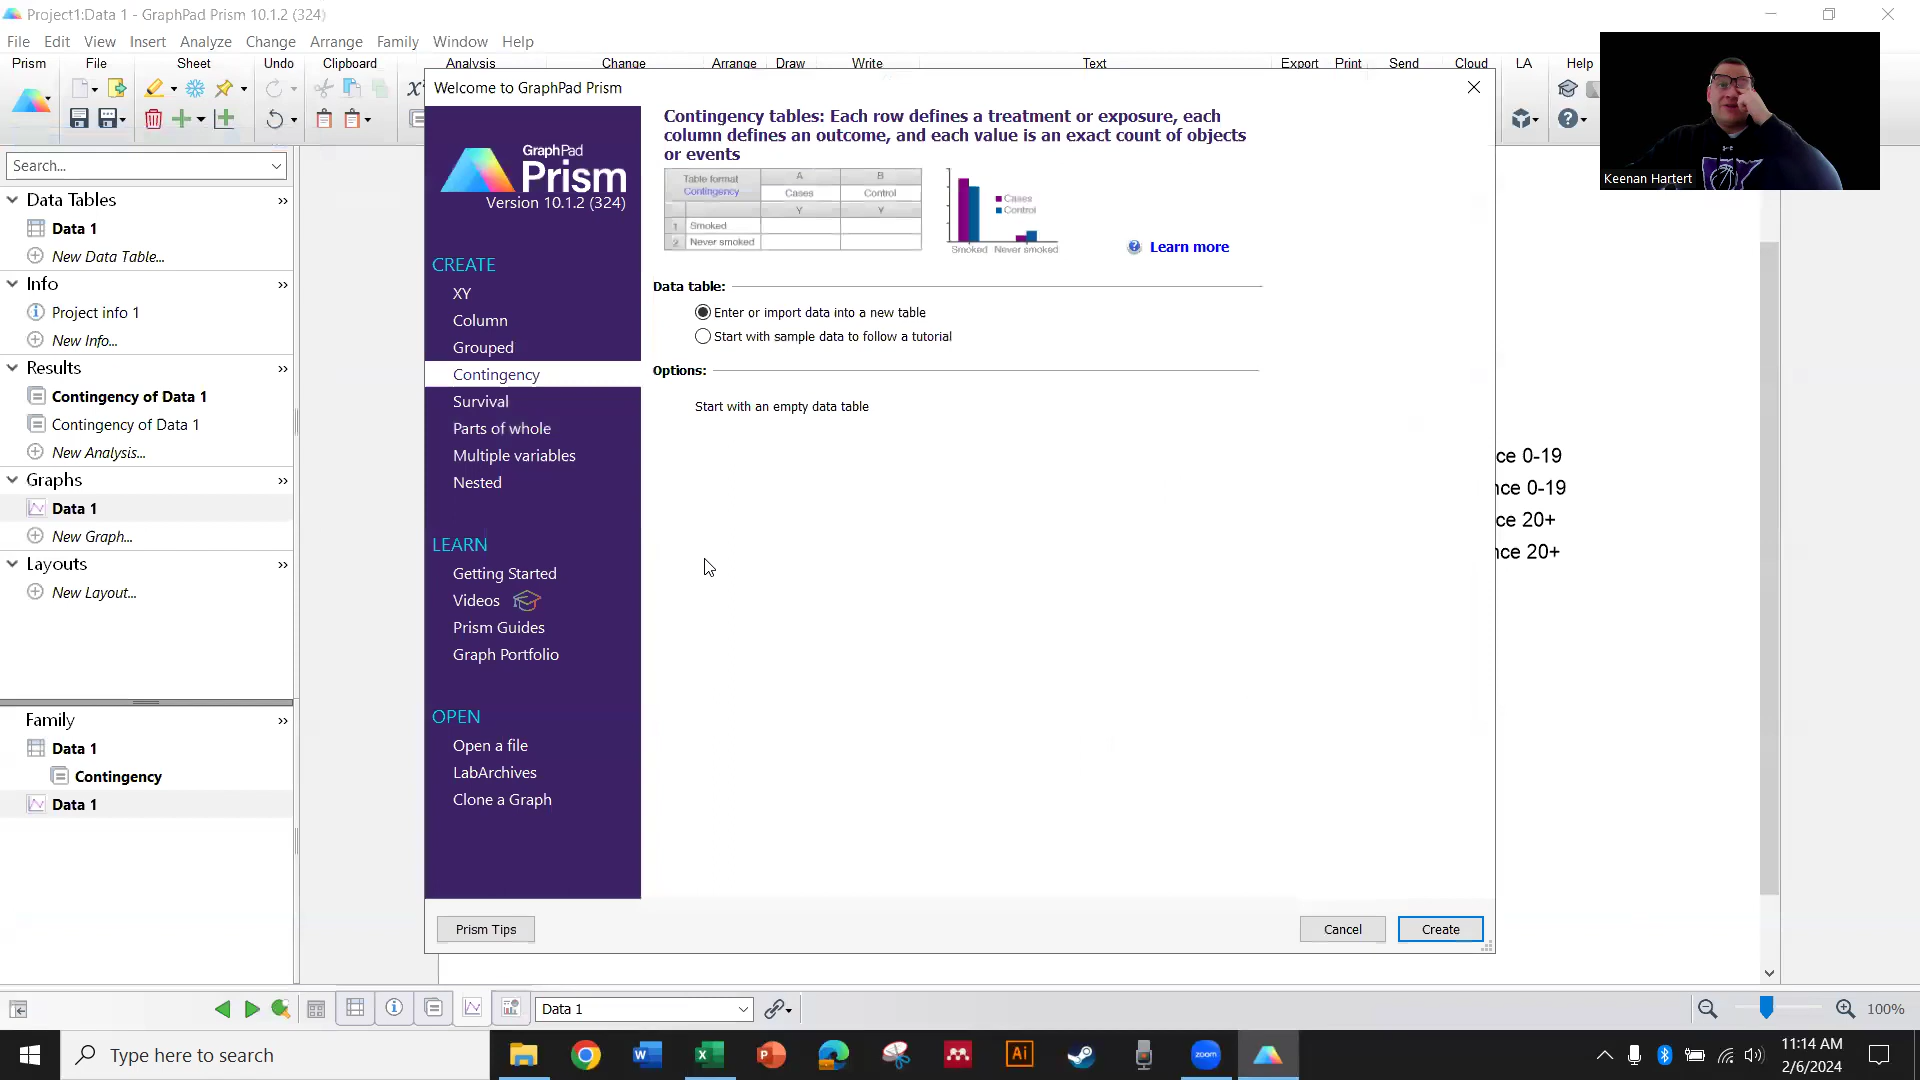 Project1:Data 1 - GraphPad Prism 10.1.2 (324)
File Edit View Insert Analyze Change Arrange Family Window Help
Prism File Sheet Undo Clipboard Analysis Change Arrange Draw Write Text Export Print Send Cloud LA Help
Keenan Hartert
Search...
Data Tables
Data 1
New Data Table...
Info
Project info 1
New Info...
Results
Contingency of Data 1
Contingency of Data 1
New Analysis...
Graphs
Data 1
New Graph...
Layouts
New Layout...
Family
Data 1
Contingency
Data 1
Welcome to GraphPad Prism
GraphPad
Prism
Version 10.1.2 (324)
CREATE
XY
Column
Grouped
Contingency
Survival
Parts of whole
Multiple variables
Nested
LEARN
Getting Started
Videos
Prism Guides
Graph Portfolio
OPEN
Open a file
LabArchives
Clone a Graph
Contingency tables: Each row defines a treatment or exposure, each
column defines an outcome, and each value is an exact count of objects
or events
Table format A B
Contingency Cases Control
Y Y
1 Smoked
2 Never smoked
Cases
Control
Smoked Never smoked
Learn more
Data table:
Enter or import data into a new table
Start with sample data to follow a tutorial
Options:
Start with an empty data table
Prism Tips Cancel Create
ce 0-19
nce 0-19
ce 20+
nce 20+
Data 1
100%
Type here to search
zoom
11:14 AM
2/6/2024